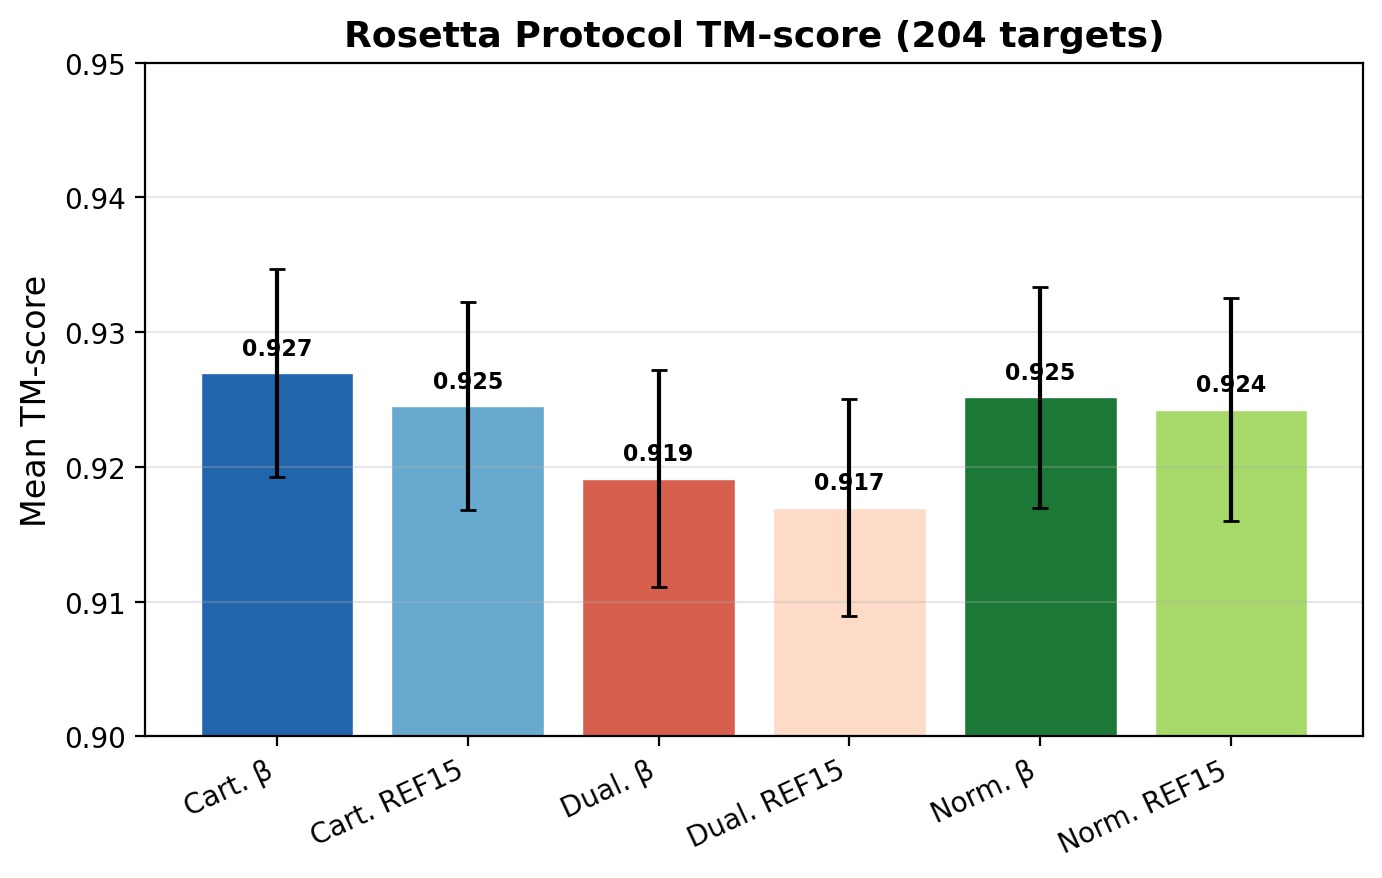 Rosetta Protocol TM-score (204 targets)
Mean TM-score
0.95
0.94
0.93
0.92
0.91
0.90
0.927
0.925
0.919
0.917
0.925
0.924
Cart. β
Cart. REF15
Dual. β
Dual. REF15
Norm. β
Norm. REF15